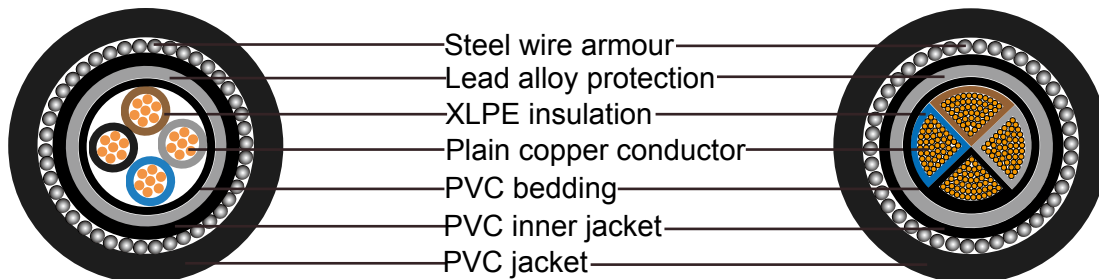 Steel wire armour
Lead alloy protection
XLPE insulation
Plain copper conductor
PVC bedding
PVC inner jacket
PVC jacket